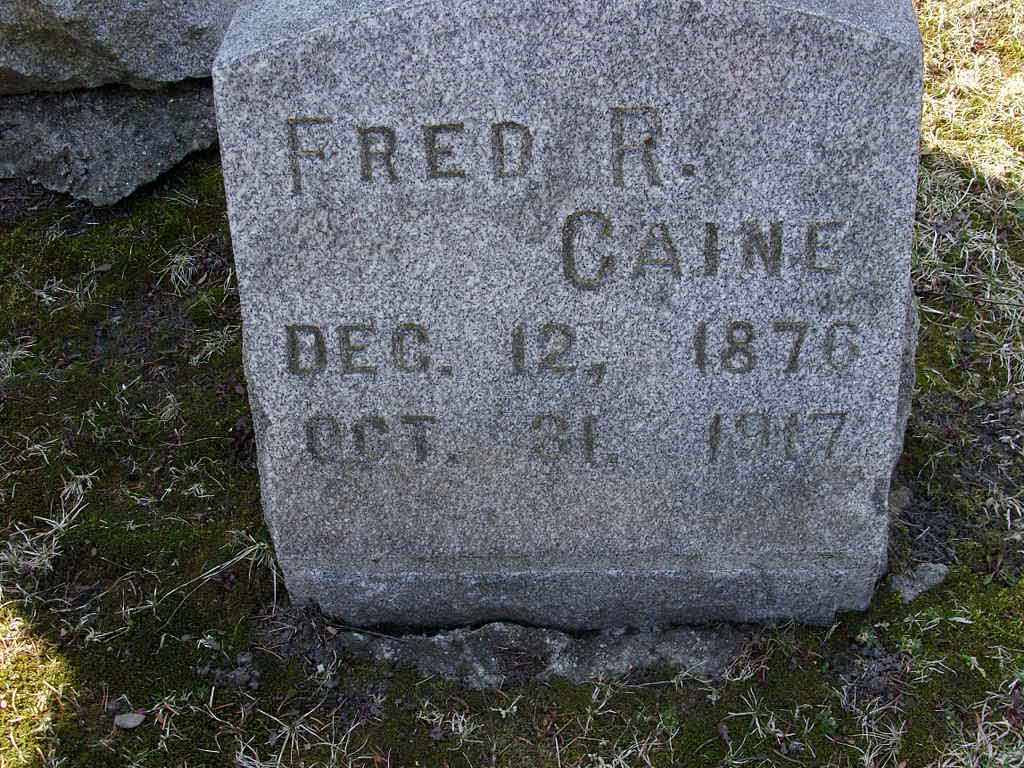 FRED R.
CAINE
DEC. 12, 1876
OCT. 31, 1917